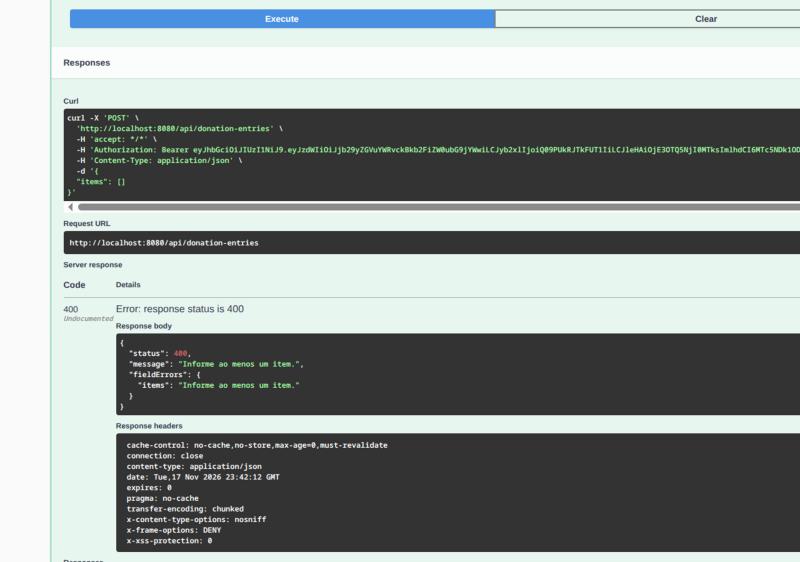 Execute
Clear
Responses
Curl
curl -X 'POST' \
'http://localhost:8080/api/donation-entries' \
-H 'accept: */*' \
-H 'Content-Type: application/json' \
-d '{
"items": []
}'
Request URL
http://localhost:8080/api/donation-entries
Server response
Code Details
400 Error: response status is 400
Undocumented
Response body
{
"status": 400,
"message": "Informe ao menos um item.",
"fieldErrors": {
"items": "Informe ao menos um item."
}
}
Response headers
cache-control: no-cache,no-store,max-age=0,must-revalidate
connection: close
content-type: application/json
date: Tue,17 Nov 2026 23:42:12 GMT
expires: 0
pragma: no-cache
transfer-encoding: chunked
x-content-type-options: nosniff
x-frame-options: DENY
x-xss-protection: 0